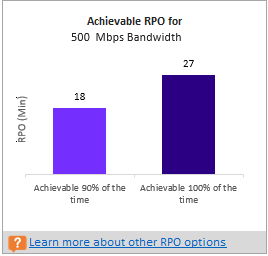 Achievable RPO for
500 Mbps Bandwidth
27
18
RPO (Min)
Achievable 90% of the
time
Achievable 100% of the
time
?
Learn more about other RPO options